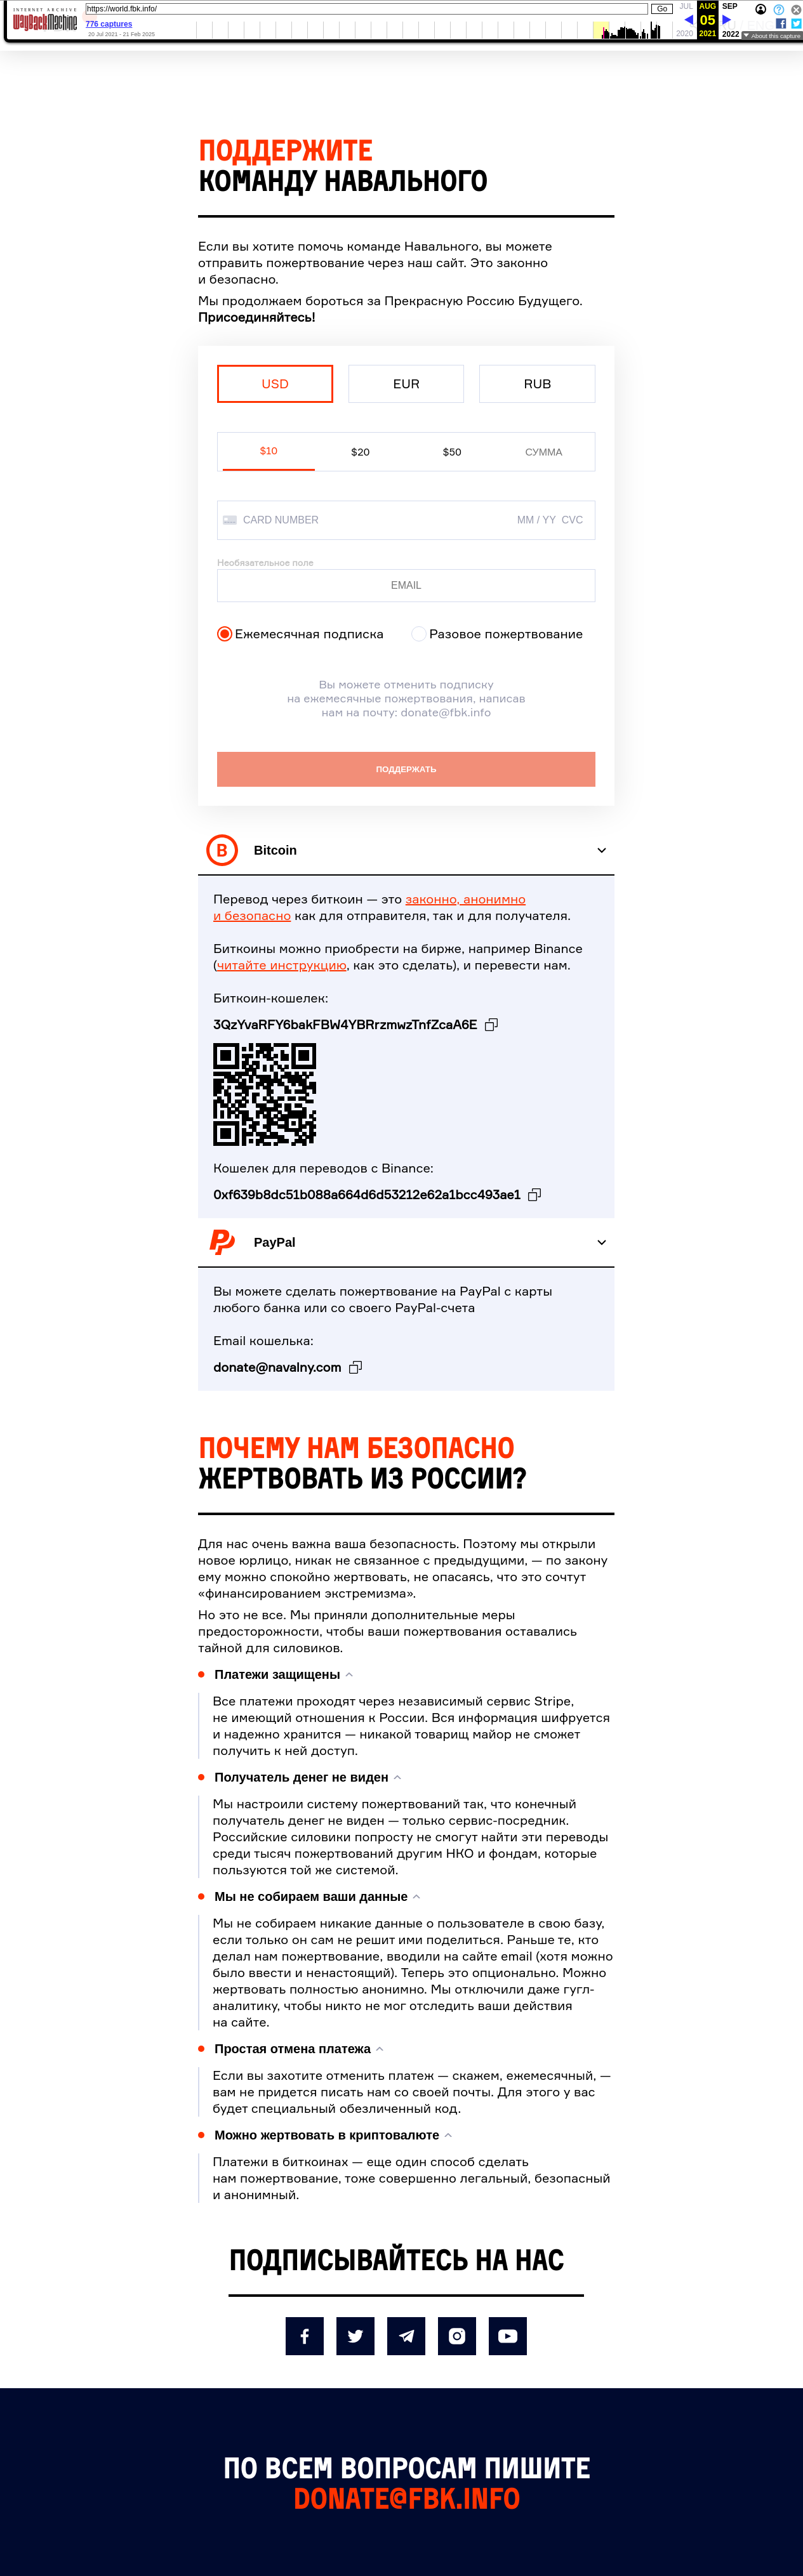 INTERNET ARCHIVE
WayBackMachine
https://world.fbk.info/
Go
JUL
AUG
SEP
776 captures
05
20 Jul 2021 - 21 Feb 2025
2020
2021
2022
About this capture
ПОДДЕРЖИТЕ
КОМАНДУ НАВАЛЬНОГО
Если вы хотите помочь команде Навального, вы можете
отправить пожертвование через наш сайт. Это законно
и безопасно.
Мы продолжаем бороться за Прекрасную Россию Будущего.
Присоединяйтесь!
USD
EUR
RUB
$10
$20
$50
СУММА
CARD NUMBER
MM / YY CVC
Необязательное поле
EMAIL
Ежемесячная подписка
Разовое пожертвование
Вы можете отменить подписку
на ежемесячные пожертвования, написав
нам на почту: donate@fbk.info
ПОДДЕРЖАТЬ
Bitcoin
Перевод через биткоин — это законно, анонимно
и безопасно как для отправителя, так и для получателя.
Биткоины можно приобрести на бирже, например Binance
(читайте инструкцию, как это сделать), и перевести нам.
Биткоин-кошелек:
3QzYvaRFY6bakFBW4YBRrzmwzTnfZcaA6E
Кошелек для переводов с Binance:
0xf639b8dc51b088a664d6d53212e62a1bcc493ae1
PayPal
Вы можете сделать пожертвование на PayPal с карты
любого банка или со своего PayPal-счета
Email кошелька:
donate@navalny.com
ПОЧЕМУ НАМ БЕЗОПАСНО
ЖЕРТВОВАТЬ ИЗ РОССИИ?
Для нас очень важна ваша безопасность. Поэтому мы открыли
новое юрлицо, никак не связанное с предыдущими, — по закону
ему можно спокойно жертвовать, не опасаясь, что это сочтут
«финансированием экстремизма».
Но это не все. Мы приняли дополнительные меры
предосторожности, чтобы ваши пожертвования оставались
тайной для силовиков.
Платежи защищены
Все платежи проходят через независимый сервис Stripe,
не имеющий отношения к России. Вся информация шифруется
и надежно хранится — никакой товарищ майор не сможет
получить к ней доступ.
Получатель денег не виден
Мы настроили систему пожертвований так, что конечный
получатель денег не виден — только сервис-посредник.
Российские силовики попросту не смогут найти эти переводы
среди тысяч пожертвований другим НКО и фондам, которые
пользуются той же системой.
Мы не собираем ваши данные
Мы не собираем никакие данные о пользователе в свою базу,
если только он сам не решит ими поделиться. Раньше те, кто
делал нам пожертвование, вводили на сайте email (хотя можно
было ввести и ненастоящий). Теперь это опционально. Можно
жертвовать полностью анонимно. Мы отключили даже гугл-
аналитику, чтобы никто не мог отследить ваши действия
на сайте.
Простая отмена платежа
Если вы захотите отменить платеж — скажем, ежемесячный, —
вам не придется писать нам со своей почты. Для этого у вас
будет специальный обезличенный код.
Можно жертвовать в криптовалюте
Платежи в биткоинах — еще один способ сделать
нам пожертвование, тоже совершенно легальный, безопасный
и анонимный.
ПОДПИСЫВАЙТЕСЬ НА НАС
ПО ВСЕМ ВОПРОСАМ ПИШИТЕ
DONATE@FBK.INFO